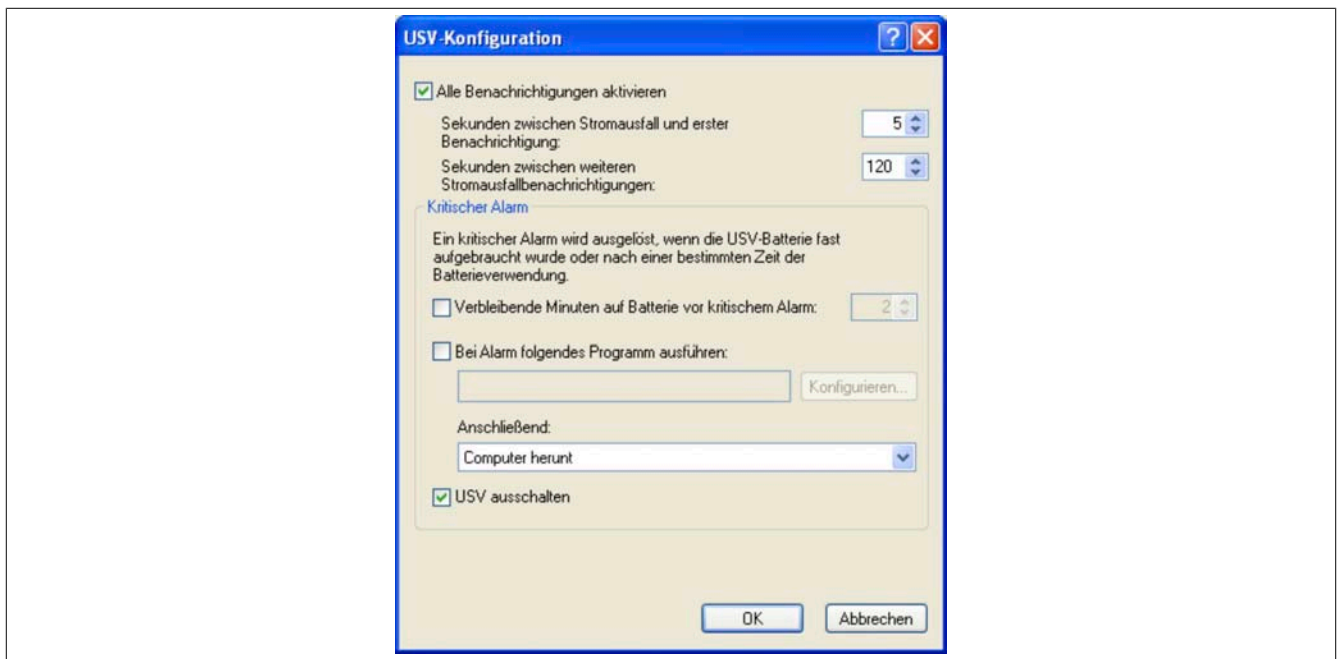 USV-Konfiguration
Alle Benachrichtigungen aktivieren
Sekunden zwischen Stromausfall und erster
Benachrichtigung:
5
Sekunden zwischen weiteren
Stromausfallbenachrichtigungen:
120
Kritischer Alarm
Ein kritischer Alarm wird ausgelöst, wenn die USV-Batterie fast
aufgebraucht wurde oder nach einer bestimmten Zeit der
Batterieverwendung.
Verbleibende Minuten auf Batterie vor kritischem Alarm:
2
Bei Alarm folgendes Programm ausführen:
Konfigurieren...
Anschließend:
Computer herunt
USV ausschalten
OK
Abbrechen